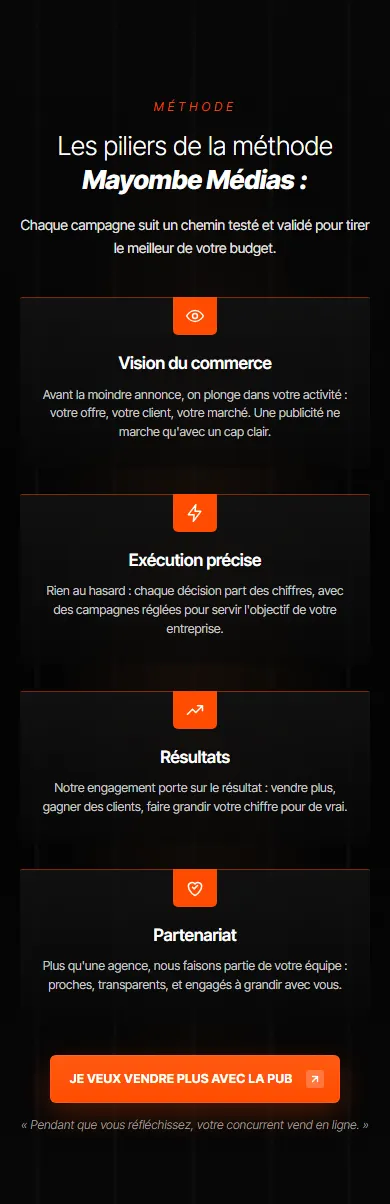 MÉTHODE
Les piliers de la méthode
Mayombe Médias :
Chaque campagne suit un chemin testé et validé pour tirer
le meilleur de votre budget.
Vision du commerce
Avant la moindre annonce, on plonge dans votre activité :
votre offre, votre client, votre marché. Une publicité ne
marche qu'avec un cap clair.
Exécution précise
Rien au hasard : chaque décision part des chiffres, avec
des campagnes réglées pour servir l'objectif de votre
entreprise.
Résultats
Notre engagement porte sur le résultat : vendre plus,
gagner des clients, faire grandir votre chiffre pour de vrai.
Partenariat
Plus qu'une agence, nous faisons partie de votre équipe :
proches, transparents, et engagés à grandir avec vous.
JE VEUX VENDRE PLUS AVEC LA PUB
« Pendant que vous réfléchissez, votre concurrent vend en ligne. »